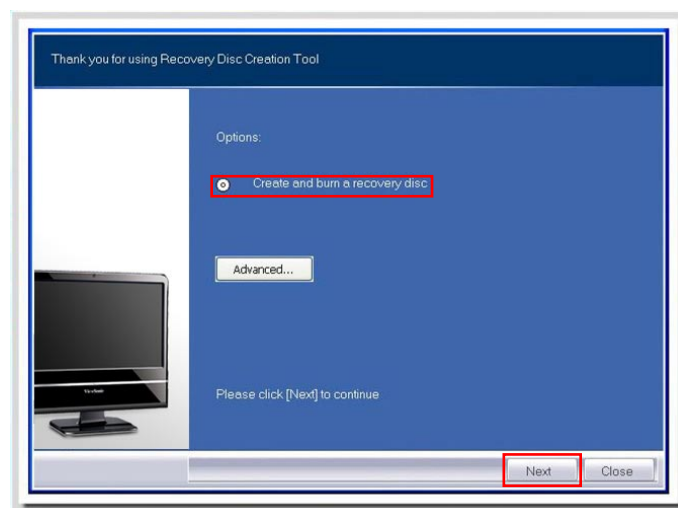 Thank you for using Recovery Disc Creation Tool
Options:
Create and burn a recovery disc
Advanced...
Please click [Next] to continue
ViewSonic
Next
Close